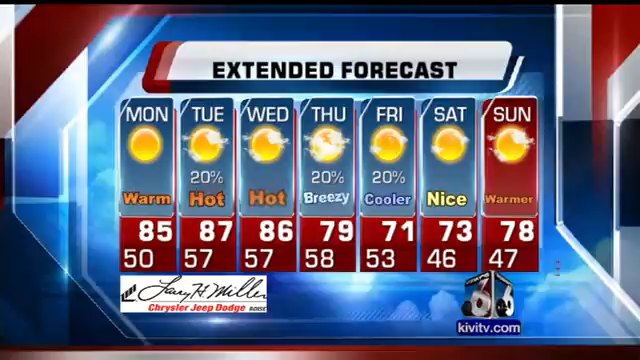 EXTENDED FORECAST
MON TUE WED THU FRI SAT SUN
20% 20% 20%
Warm Hot Hot Breezy Cooler Nice Warmer
85 87 86 79 71 73 78
50 57 57 58 53 46 47
Larry H. Miller
Chrysler Jeep Dodge BOISE
6
kivitv.com